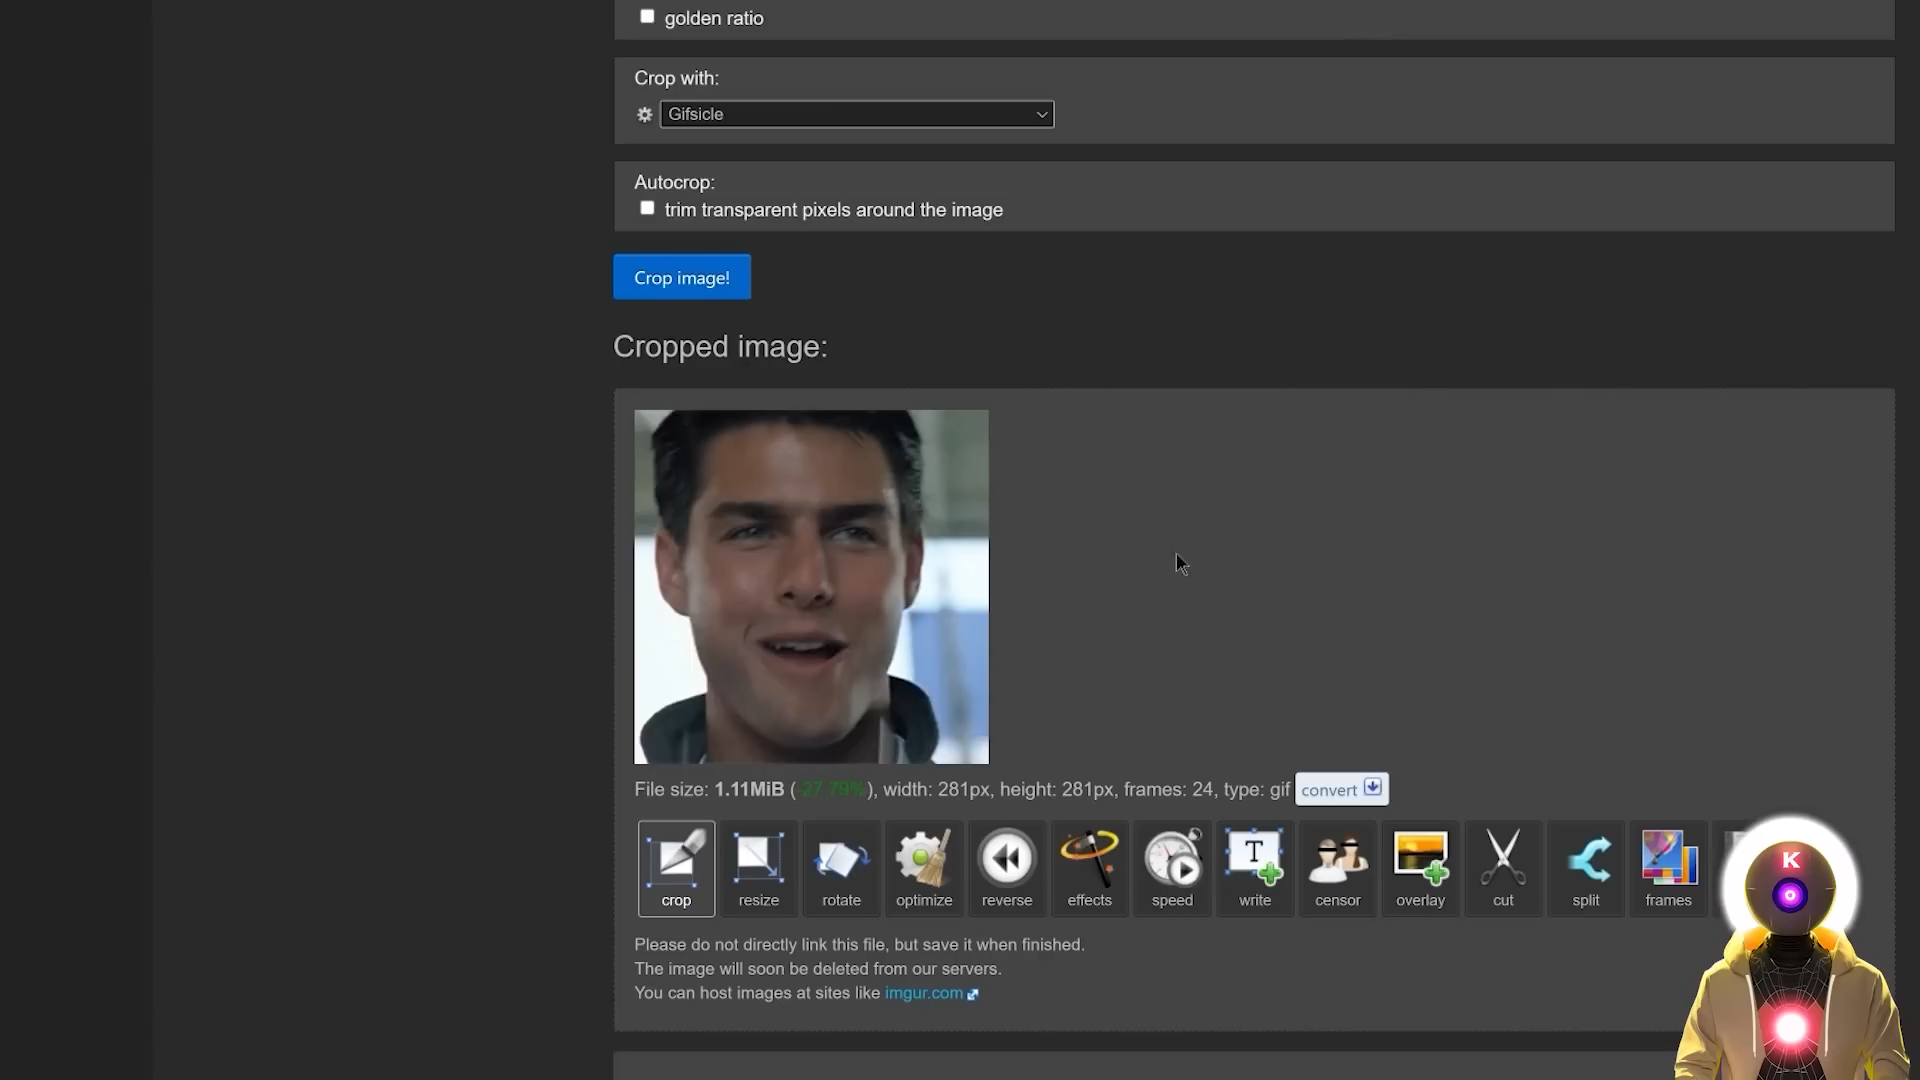 golden ratio
Crop with:
Gifsicle
Autocrop:
trim transparent pixels around the image
Crop image!
Cropped image:
File size: 1.11MiB (-27.79%), width: 281px, height: 281px, frames: 24, type: gif convert
crop resize rotate optimize reverse effects speed write censor overlay cut split frames
T
K
Please do not directly link this file, but save it when finished.
The image will soon be deleted from our servers.
You can host images at sites like imgur.com